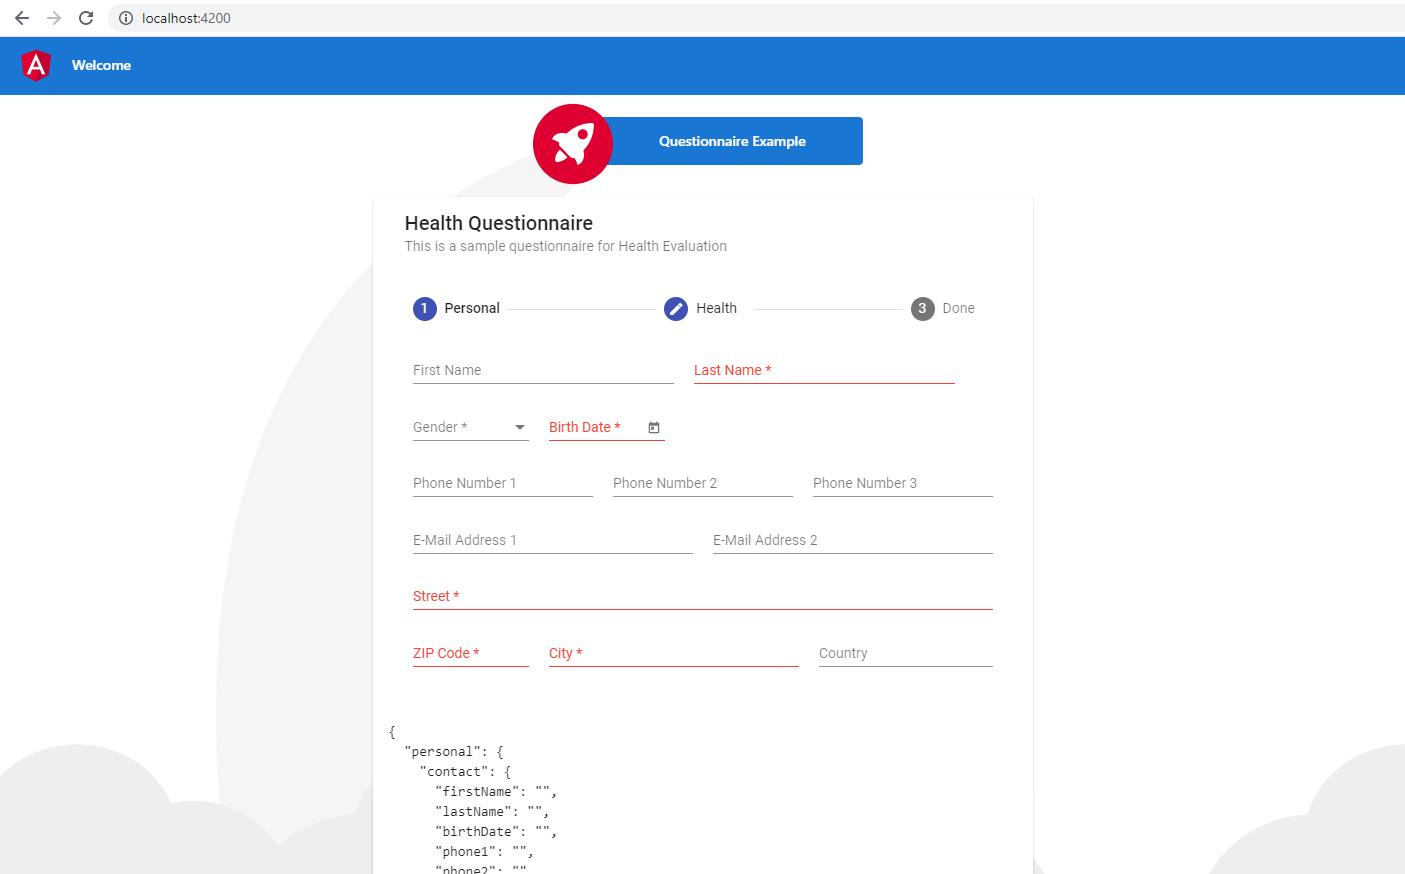 localhost:4200
A Welcome
Questionnaire Example
Health Questionnaire
This is a sample questionnaire for Health Evaluation
1 Personal Health 3 Done
First Name Last Name *
Gender * Birth Date *
Phone Number 1 Phone Number 2 Phone Number 3
E-Mail Address 1 E-Mail Address 2
Street *
ZIP Code * City * Country
{
"personal": {
"contact": {
"firstName": "",
"lastName": "",
"birthDate": "",
"phone1": "",
"phone2": ""